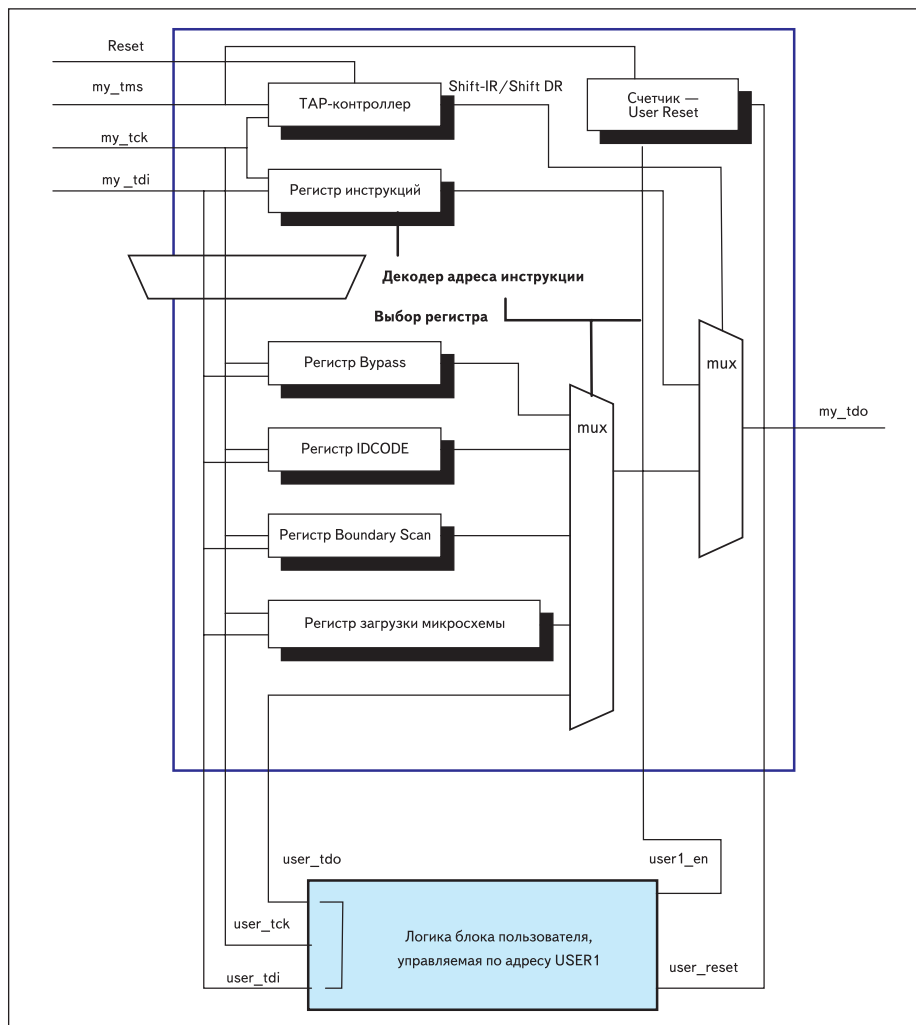 Reset
my_tms
my_tck
my _tdi
TAP-контроллер
Shift-IR/Shift DR
Счетчик —
User Reset
Регистр инструкций
Декодер адреса инструкции
Выбор регистра
Регистр Bypass
mux
mux
my_tdo
Регистр IDCODE
Регистр Boundary Scan
Регистр загрузки микросхемы
user_tdo
user1_en
user_tck
Логика блока пользователя,
управляемая по адресу USER1
user_tdi
user_reset